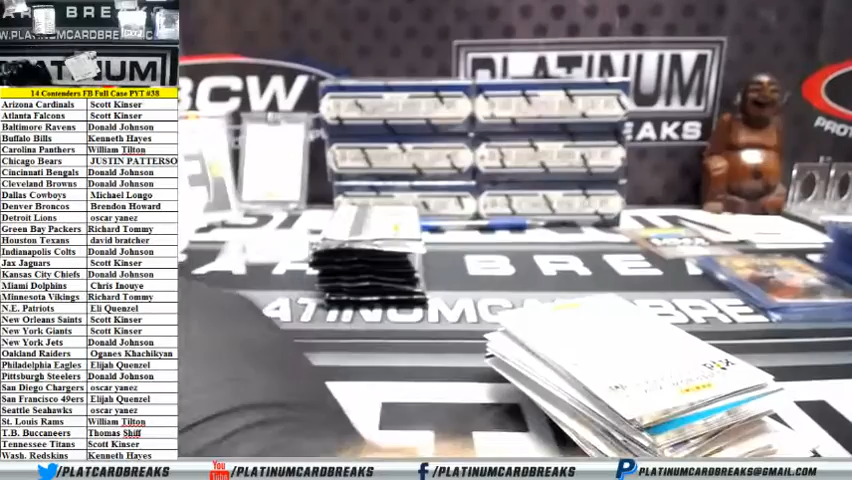 W.PLATINUMCARDBREAKS.
14 Contenders FB Full Case PYT #38
Arizona Cardinals Scott Kinser
Atlanta Falcons Scott Kinser
Baltimore Ravens Donald Johnson
Buffalo Bills Kenneth Hayes
Carolina Panthers William Tilton
Chicago Bears JUSTIN PATTERSO
Cincinnati Bengals Donald Johnson
Cleveland Browns Donald Johnson
Dallas Cowboys Michael Longo
Denver Broncos Brendon Howard
Detroit Lions oscar yanez
Green Bay Packers Richard Tommy
Houston Texans david bratcher
Indianapolis Colts Donald Johnson
Jax Jaguars Scott Kinser
Kansas City Chiefs Donald Johnson
Miami Dolphins Chris Inouye
Minnesota Vikings Richard Tommy
N.E. Patriots Eli Quenzel
New Orleans Saints Scott Kinser
New York Giants Scott Kinser
New York Jets Donald Johnson
Oakland Raiders Oganes Khachikyan
Philadelphia Eagles Elijah Quenzel
Pittsburgh Steelers Donald Johnson
San Diego Chargers oscar yanez
San Francisco 49ers Elijah Quenzel
Seattle Seahawks oscar yanez
St. Louis Rams William Tilton
T.B. Buccaneers Thomas Shiff
Tennessee Titans Scott Kinser
Wash. Redskins Kenneth Hayes
BCW
PLATINUM
BREAKS
PRO
BREA
ATINUMCARDBREAKS
/PLATCARDBREAKS
You Tube /PLATINUMCARDBREAKS
/PLATINUMCARDBREAKS
PLATINUMCARDBREAKS@GMAIL.COM